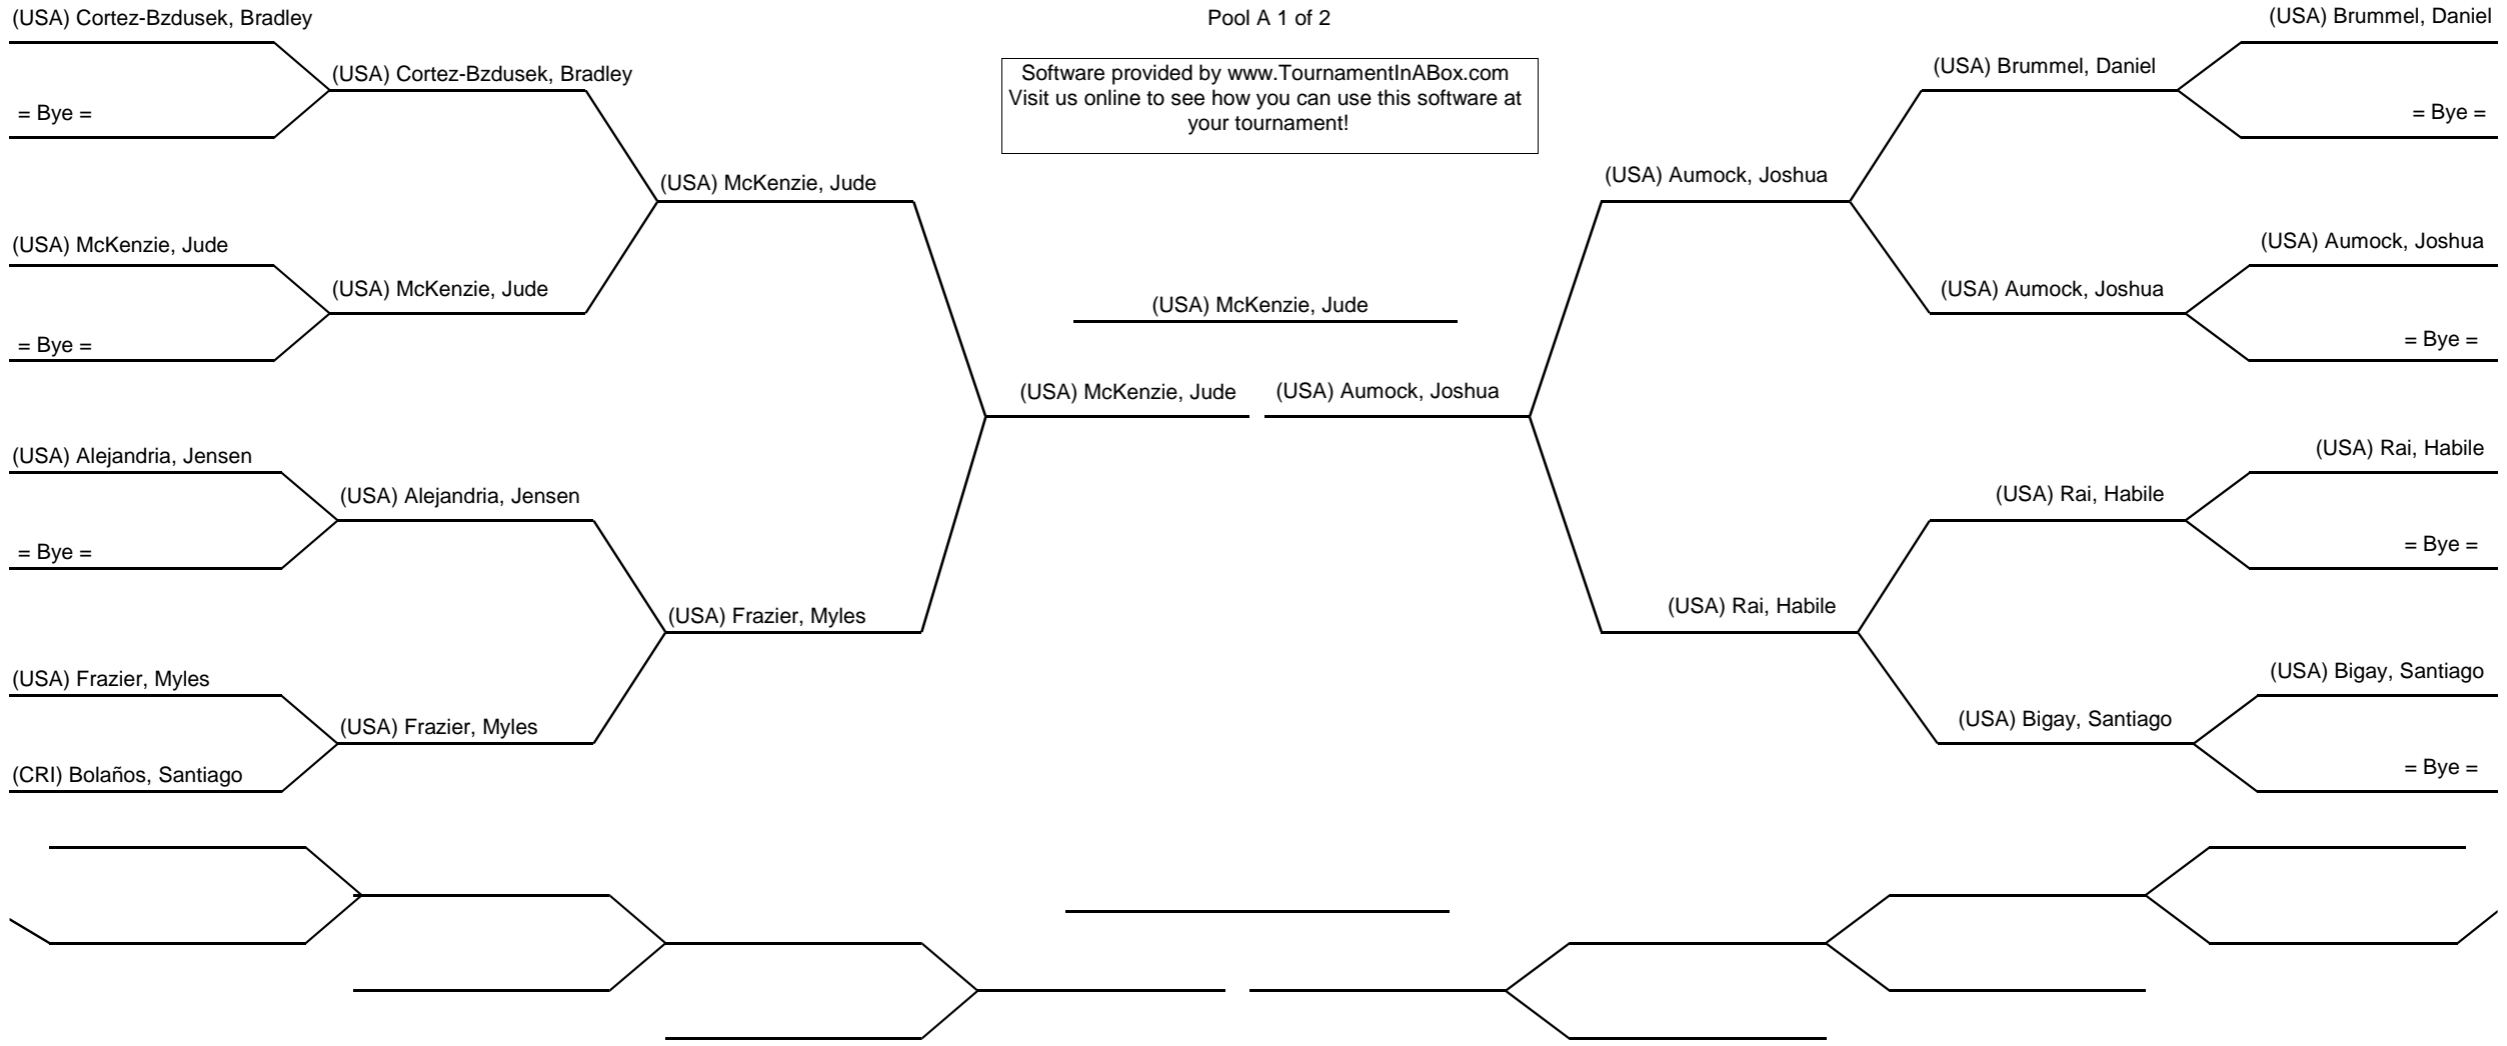 Pool A 1 of 2
Software provided by www.TournamentInABox.com
Visit us online to see how you can use this software at
your tournament!
(USA) Cortez-Bzdusek, Bradley
= Bye =
(USA) McKenzie, Jude
= Bye =
(USA) Alejandria, Jensen
= Bye =
(USA) Frazier, Myles
(CRI) Bolaños, Santiago
(USA) Cortez-Bzdusek, Bradley
(USA) McKenzie, Jude
(USA) Alejandria, Jensen
(USA) Frazier, Myles
(USA) McKenzie, Jude
(USA) Frazier, Myles
(USA) McKenzie, Jude
(USA) McKenzie, Jude
(USA) Aumock, Joshua
(USA) Aumock, Joshua
(USA) Rai, Habile
(USA) Brummel, Daniel
(USA) Aumock, Joshua
(USA) Rai, Habile
(USA) Bigay, Santiago
(USA) Brummel, Daniel
= Bye =
(USA) Aumock, Joshua
= Bye =
(USA) Rai, Habile
= Bye =
(USA) Bigay, Santiago
= Bye =